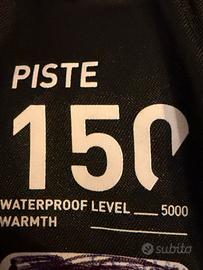 PISTE
150
WATERPROOF LEVEL 5000
WARMTH
subito